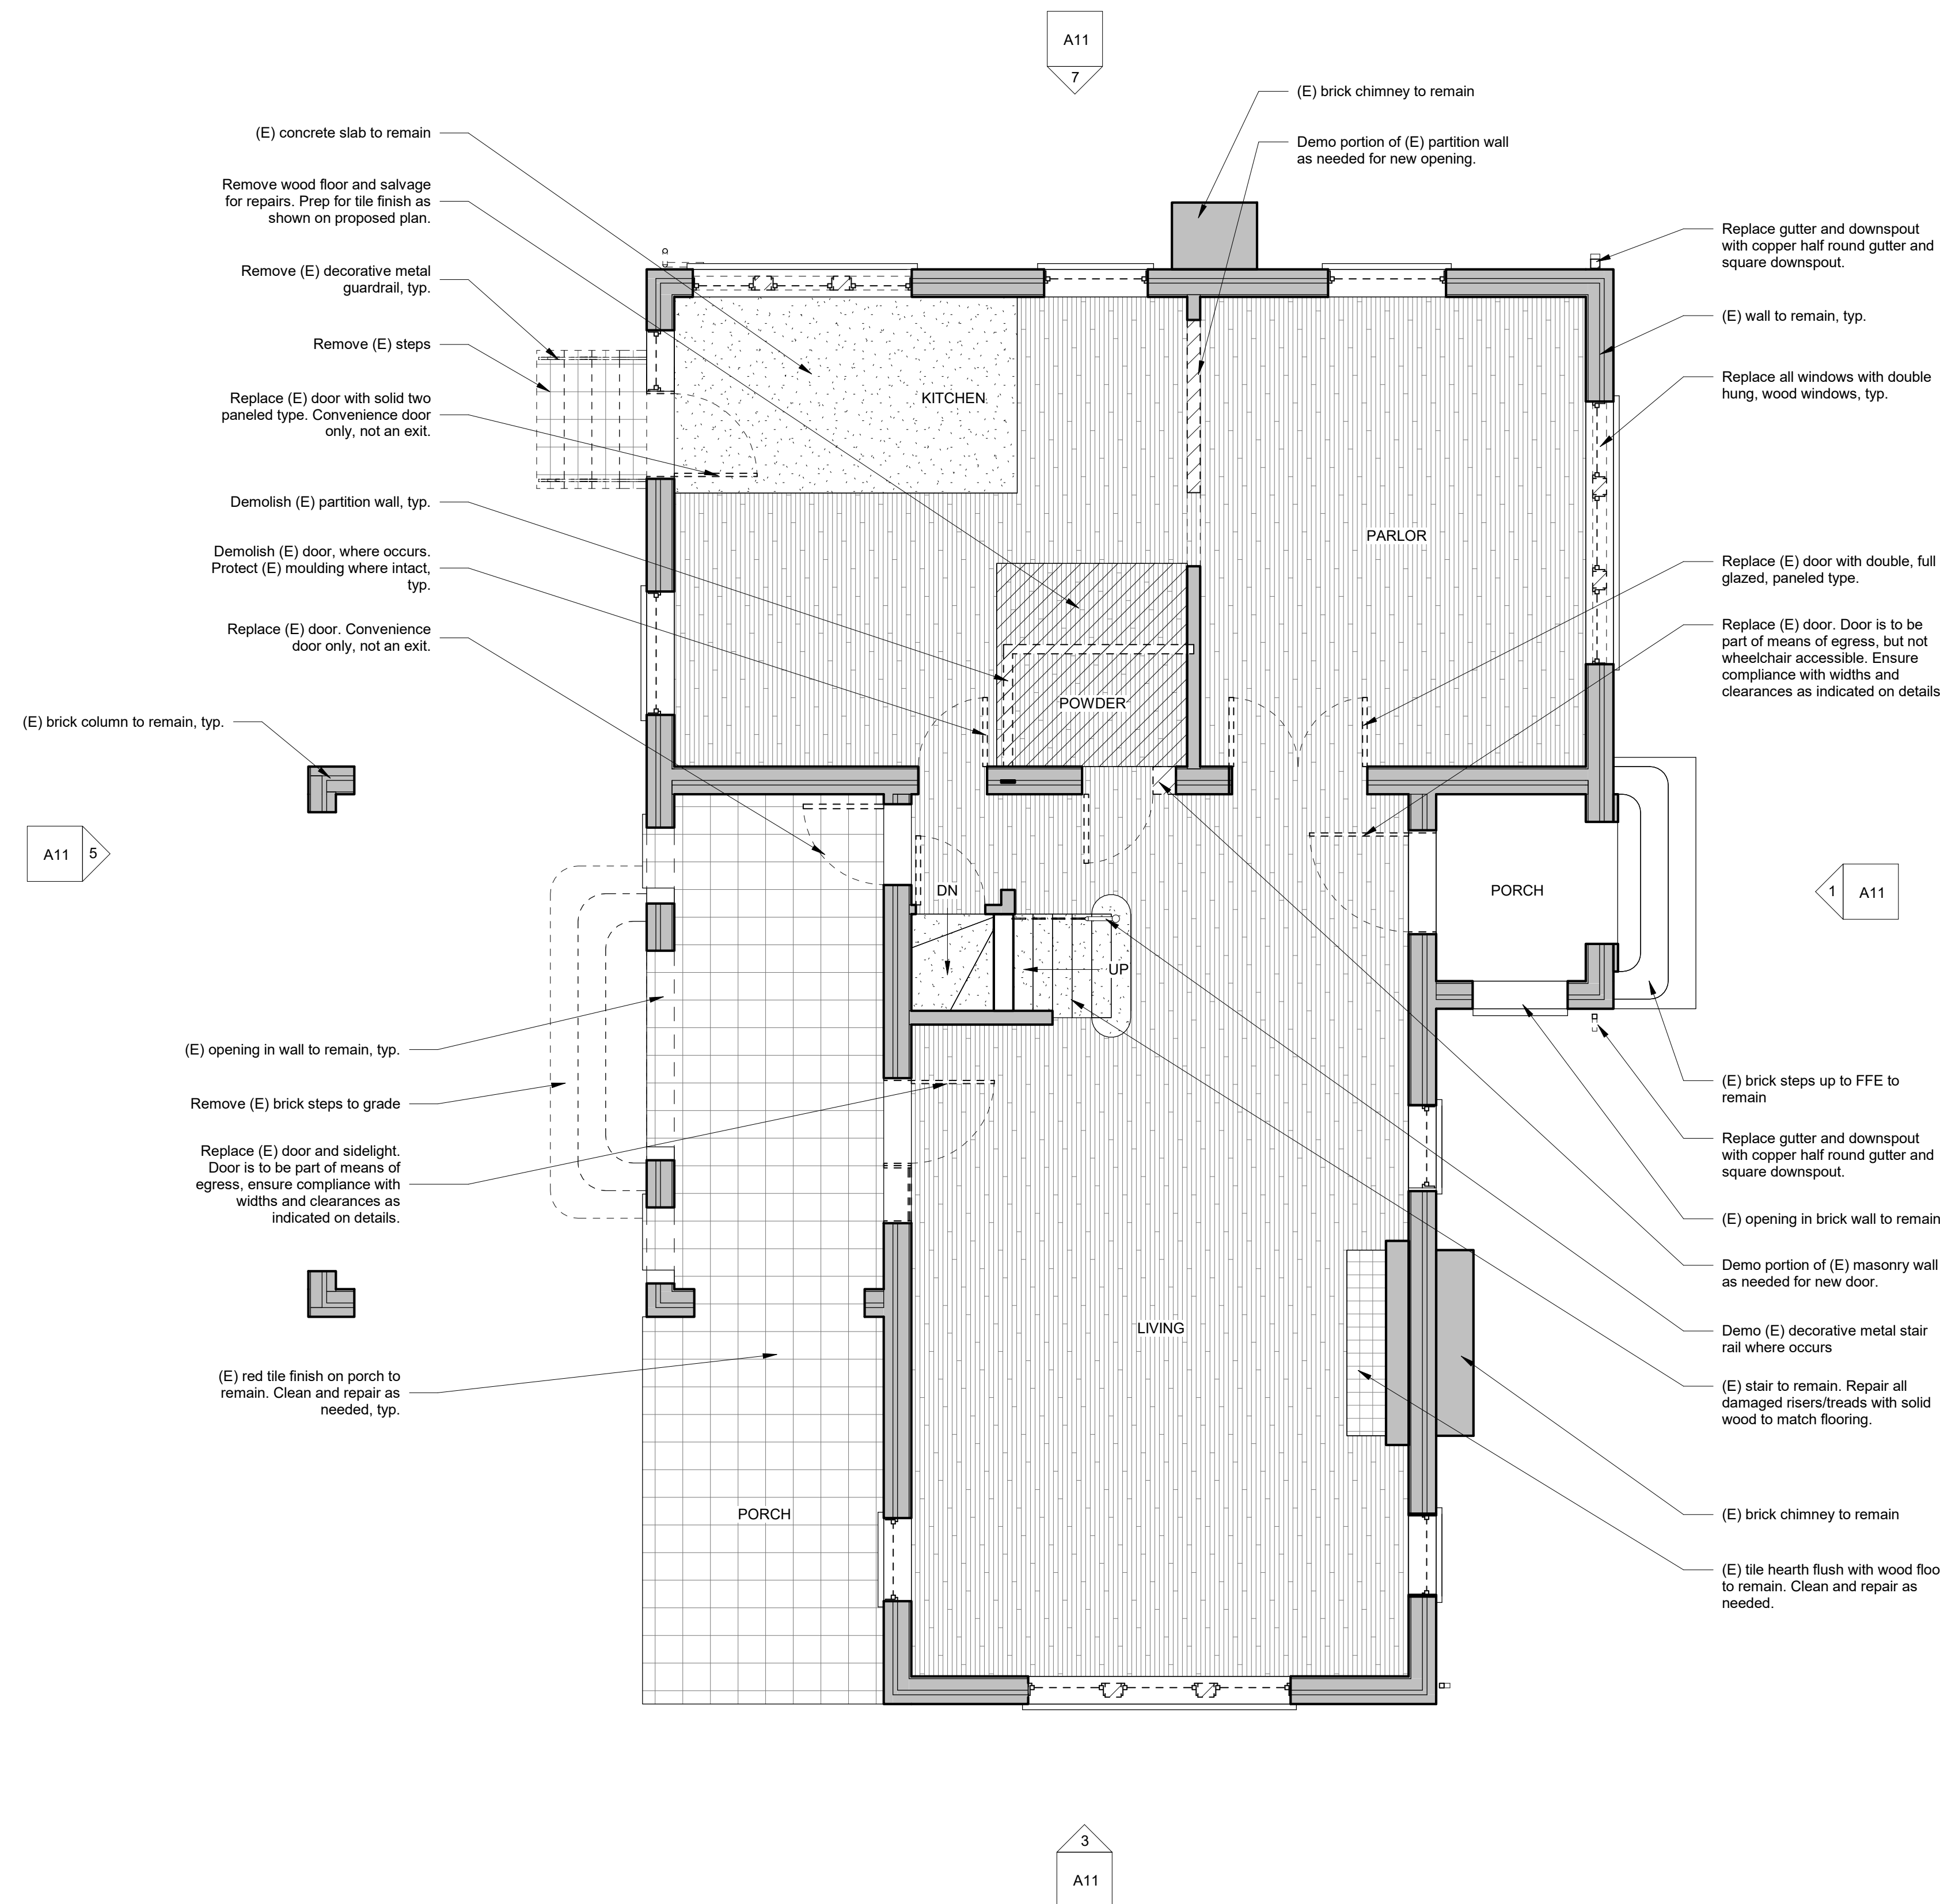 A11
7
(E) brick chimney to remain
Demo portion of (E) partition wall
as needed for new opening.
(E) concrete slab to remain
Remove wood floor and salvage
for repairs. Prep for tile finish as
shown on proposed plan.
Remove (E) decorative metal
guardrail, typ.
Remove (E) steps
Replace (E) door with solid two
paneled type. Convenience door
only, not an exit.
Demolish (E) partition wall, typ.
Demolish (E) door, where occurs.
Protect (E) moulding where intact,
typ.
Replace (E) door. Convenience
door only, not an exit.
(E) brick column to remain, typ.
A11
5
(E) opening in wall to remain, typ.
Remove (E) brick steps to grade
Replace (E) door and sidelight.
Door is to be part of means of
egress, ensure compliance with
widths and clearances as
indicated on details.
(E) red tile finish on porch to
remain. Clean and repair as
needed, typ.
KITCHEN
PARLOR
POWDER
DN
UP
PORCH
LIVING
PORCH
Replace gutter and downspout
with copper half round gutter and
square downspout.
(E) wall to remain, typ.
Replace all windows with double
hung, wood windows, typ.
Replace (E) door with double, full
glazed, paneled type.
Replace (E) door. Door is to be
part of means of egress, but not
wheelchair accessible. Ensure
compliance with widths and
clearances as indicated on details
1
A11
(E) brick steps up to FFE to
remain
Replace gutter and downspout
with copper half round gutter and
square downspout.
(E) opening in brick wall to remain
Demo portion of (E) masonry wall
as needed for new door.
Demo (E) decorative metal stair
rail where occurs
(E) stair to remain. Repair all
damaged risers/treads with solid
wood to match flooring.
(E) brick chimney to remain
(E) tile hearth flush with wood floo
to remain. Clean and repair as
needed.
3
A11